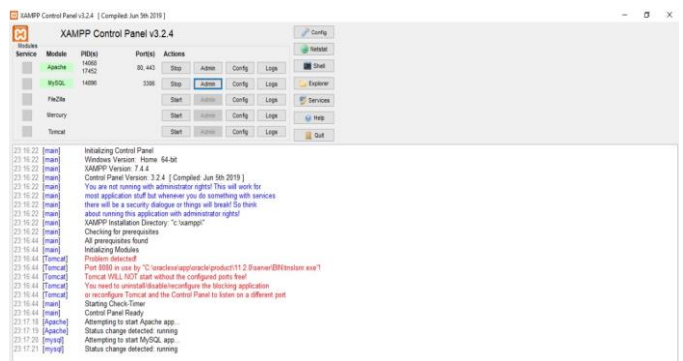 XAMPP Control Panel v3.2.4 [ Compiled: Jun 5th 2019 ]
XAMPP Control Panel v3.2.4
Config
Modules
Service Module PID(s) Port(s) Actions
Netstat
Apache 14068 17452 80, 443 Stop Admin Config Logs
Shell
MySQL 14696 3306 Stop Admin Config Logs
Explorer
FileZilla Start Admin Config Logs
Services
Mercury Start Admin Config Logs
Help
Tomcat Start Admin Config Logs
Quit
23:16:22 [main] Initializing Control Panel
23:16:22 [main] Windows Version: Home 64-bit
23:16:22 [main] XAMPP Version: 7.4.4
23:16:22 [main] Control Panel Version: 3.2.4 [ Compiled: Jun 5th 2019 ]
23:16:22 [main] You are not running with administrator rights! This will work for
23:16:22 [main] most application stuff but whenever you do something with services
23:16:22 [main] there will be a security dialogue or things will break! So think
23:16:22 [main] about running this application with administrator rights!
23:16:22 [main] XAMPP Installation Directory: "c:\xampp\"
23:16:22 [main] Checking for prerequisites
23:16:44 [main] All prerequisites found
23:16:44 [main] Initializing Modules
23:16:44 [Tomcat] Problem detected!
23:16:44 [Tomcat] Port 8080 in use by "C:\oraclexe\app\oracle\product\11.2.0\server\BIN\tnslsnr.exe"!
23:16:44 [Tomcat] Tomcat WILL NOT start without the configured ports free!
23:16:44 [Tomcat] You need to uninstall/disable/reconfigure the blocking application
23:16:44 [Tomcat] or reconfigure Tomcat and the Control Panel to listen on a different port
23:16:44 [main] Starting Check-Timer
23:16:44 [main] Control Panel Ready
23:17:18 [Apache] Attempting to start Apache app...
23:17:19 [Apache] Status change detected: running
23:17:20 [mysql] Attempting to start MySQL app...
23:17:21 [mysql] Status change detected: running